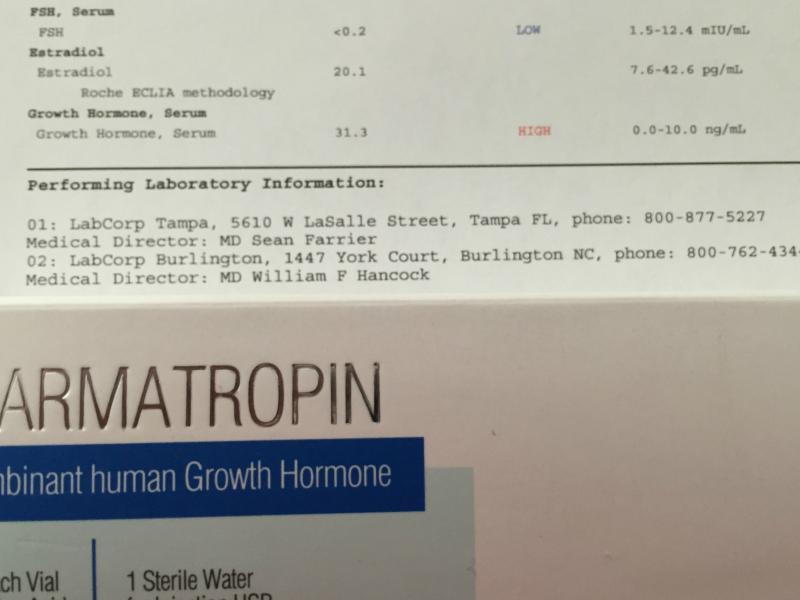 FSH, Serum
FSH <0.2 LOW 1.5-12.4 mIU/mL
Estradiol
Estradiol 20.1 7.6-42.6 pg/mL
Roche ECLIA methodology
Growth Hormone, Serum
Growth Hormone, Serum 31.3 HIGH 0.0-10.0 ng/mL
Performing Laboratory Information:
01: LabCorp Tampa, 5610 W LaSalle Street, Tampa FL, phone: 800-877-5227
Medical Director: MD Sean Farrier
02: LabCorp Burlington, 1447 York Court, Burlington NC, phone: 800-762-434
Medical Director: MD William F Hancock
ARMATROPIN
mbinant human Growth Hormone
ch Vial
1 Sterile Water